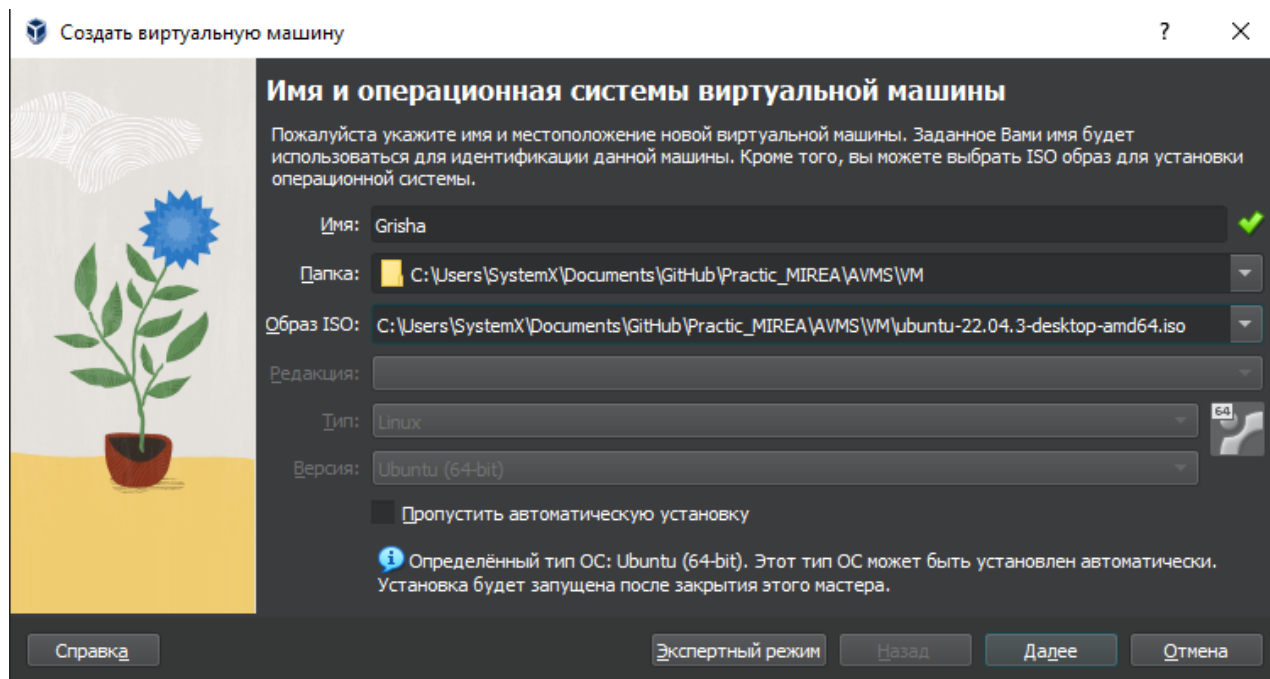 Создать виртуальную машину
?
Имя и операционная системы виртуальной машины
Пожалуйста укажите имя и местоположение новой виртуальной машины. Заданное Вами имя будет
использоваться для идентификации данной машины. Кроме того, вы можете выбрать ISO образ для установки
операционной системы.
Имя: Grisha
Папка: C:\Users\SystemX\Documents\GitHub\Practic_MIREA\AVMS\VM
Образ ISO: C:\Users\SystemX\Documents\GitHub\Practic_MIREA\AVMS\VM\ubuntu-22.04.3-desktop-amd64.iso
Редакция:
Тип: Linux 64
Версия: Ubuntu (64-bit)
Пропустить автоматическую установку
Определённый тип ОС: Ubuntu (64-bit). Этот тип ОС может быть установлен автоматически.
Установка будет запущена после закрытия этого мастера.
Справка Экспертный режим Назад Далее Отмена